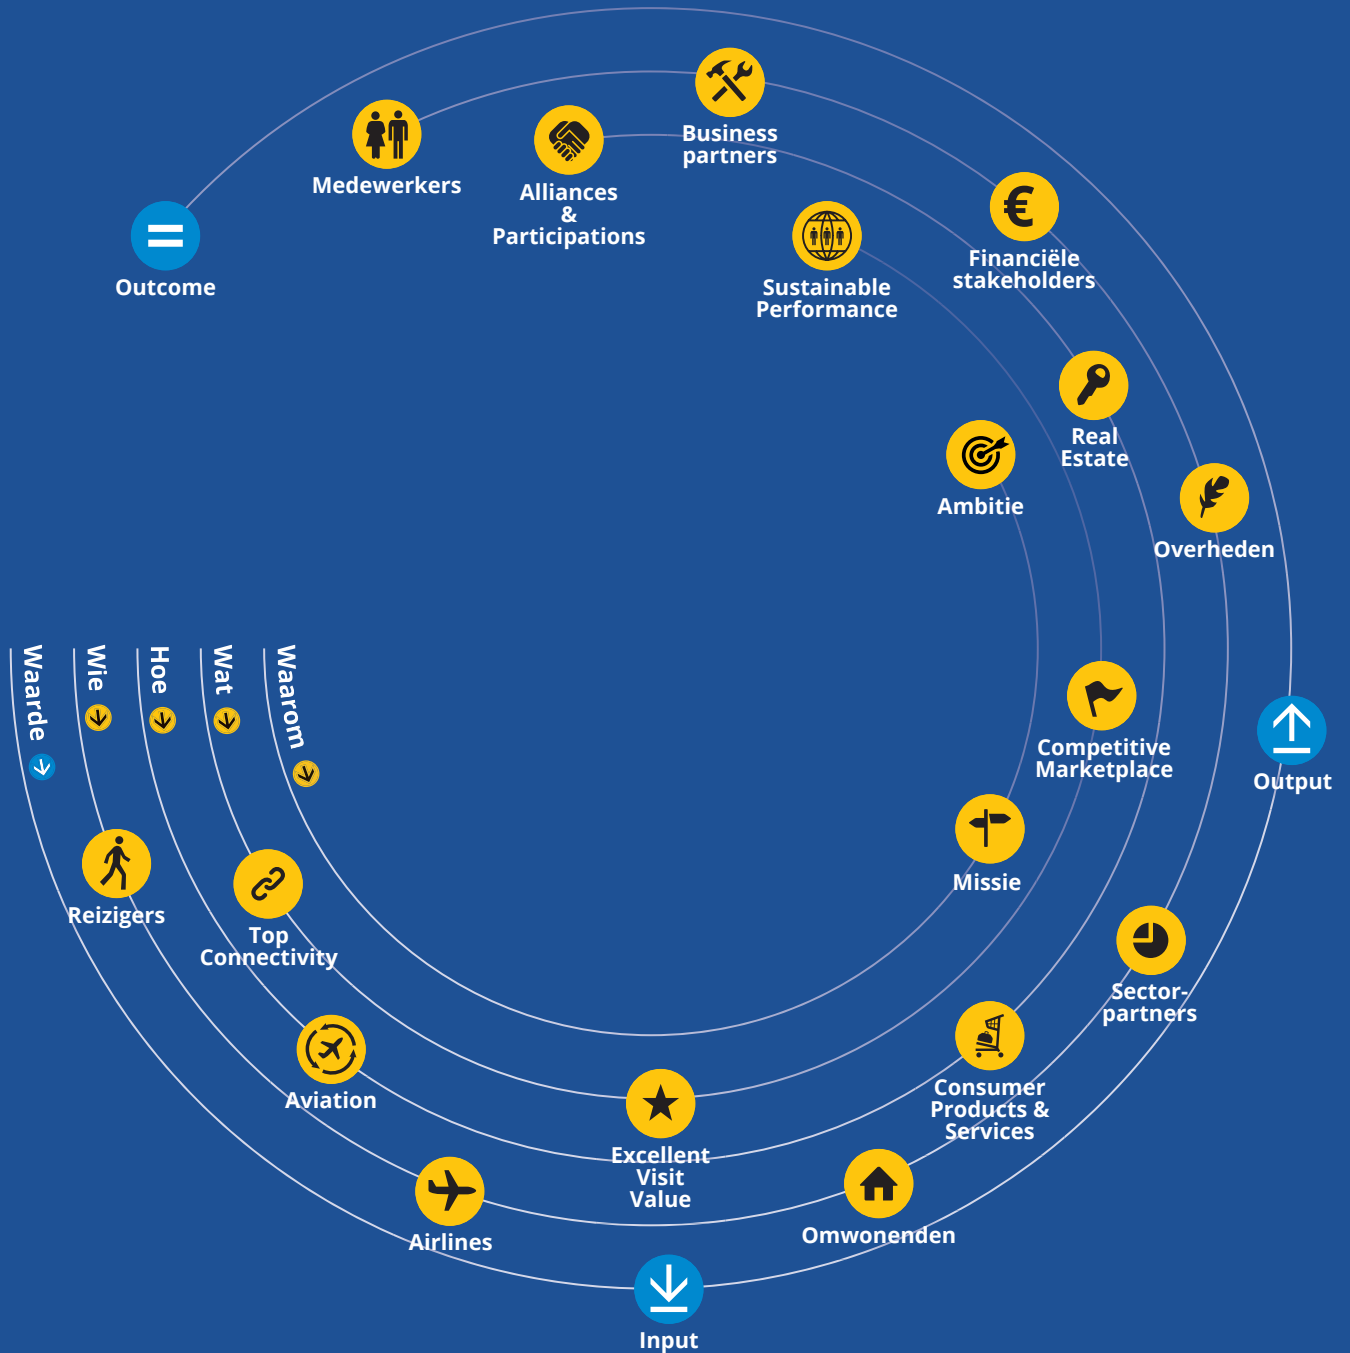 Business
partners
Medewerkers
Alliances
&
Participations
Outcome
Sustainable
Performance
Financiële
stakeholders
Real
Estate
Ambitie
Overheden
Waarde
Wie
Hoe
Wat
Waarom
Competitive
Marketplace
Output
Missie
Reizigers
Top
Connectivity
Sector-
partners
Aviation
Consumer
Products &
Services
Excellent
Visit
Value
Airlines
Omwonenden
Input